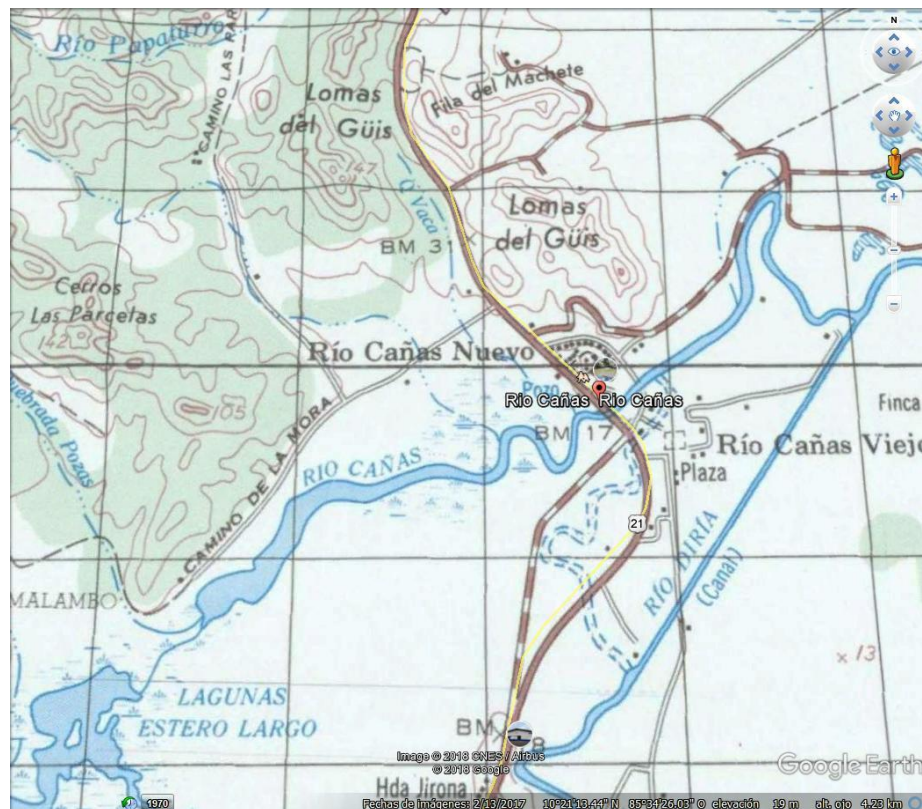 N
Río Papaturro
CAMINO LAS PAR
Lomas
del Güis
147
Fila del Machete
Q. Vaca
BM 31
Lomas
del Güis
Cerros
Las Parcelas
142
105
Río Cañas Nuevo
Pozo
Rio Cañas Rio Cañas
Finca
BM 17
Río Cañas Viejo
Plaza
Quebrada Pozas
CAMINO DE LA MORA
RIO CAÑAS
21
RÍO DIRIÁ
(Canal)
MALAMBO
13
LAGUNAS
ESTERO LARGO
BM
8
Image © 2018 CNES / Airbus
© 2018 Google
Google Earth
Hda Jirona
1970
Fechas de imágenes: 2/13/2017 10°21'13.44" N 85°34'26.03" O elevación 19 m alt. ojo 4.23 km